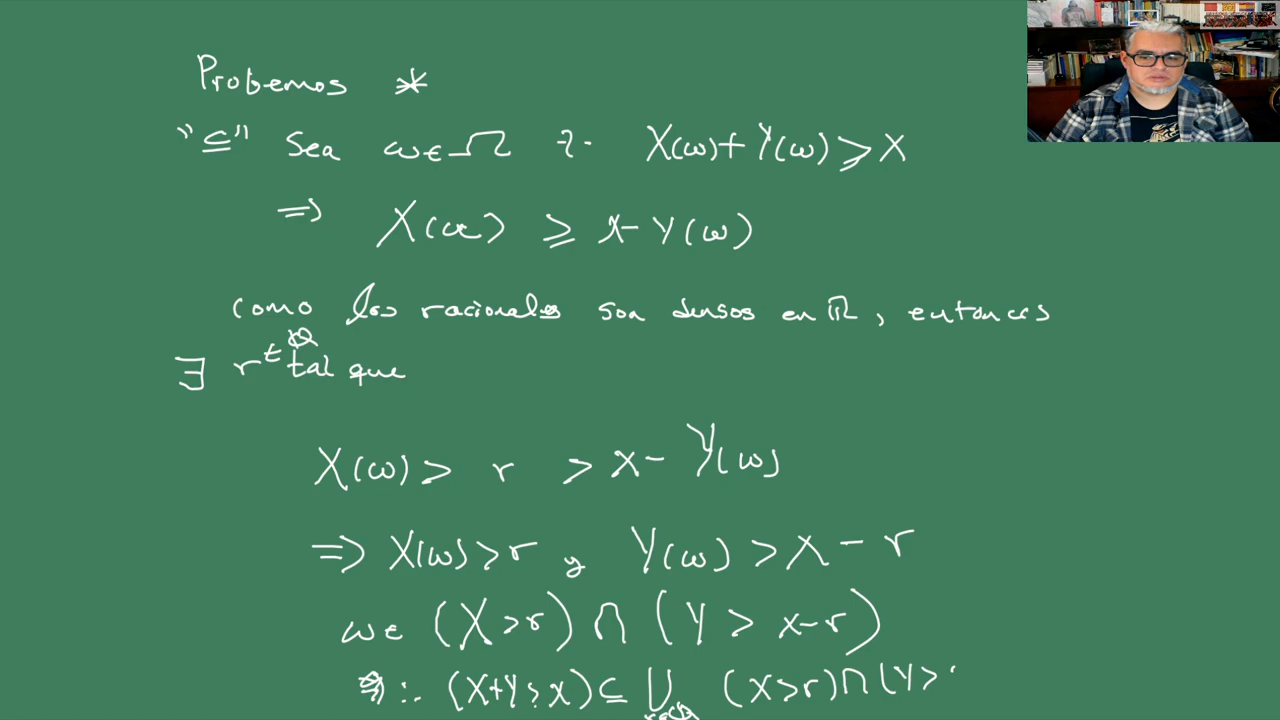 Probemos *
"⊆" Sea ω∈Ω ∃· X(ω)+Y(ω) ≥ x
⟹ X(ω) ≥ x-Y(ω)
como los racionales son densos en ℝ, entonces
∃ r∈ℚ tal que
X(ω) > r > x- Y(ω)
⟹ X(ω) > r y Y(ω) > x - r
ω∈ (X > r) ∩ (Y > x-r)
∴ (X+Y > x) ⊆ ⋃ r∈ℚ (X>r) ∩ (Y>